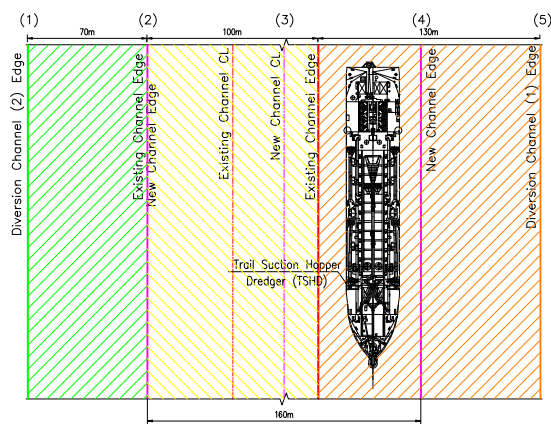 (1) (2) (3) (4) (5)
70m 100m 130m
Diversion Channel (2) Edge
Existing Channel Edge
New Channel Edge
Existing Channel CL
New Channel CL
Existing Channel Edge
New Channel Edge
Diversion Channel (1) Edge
Trail Suction Hopper
Dredger (TSHD)
160m